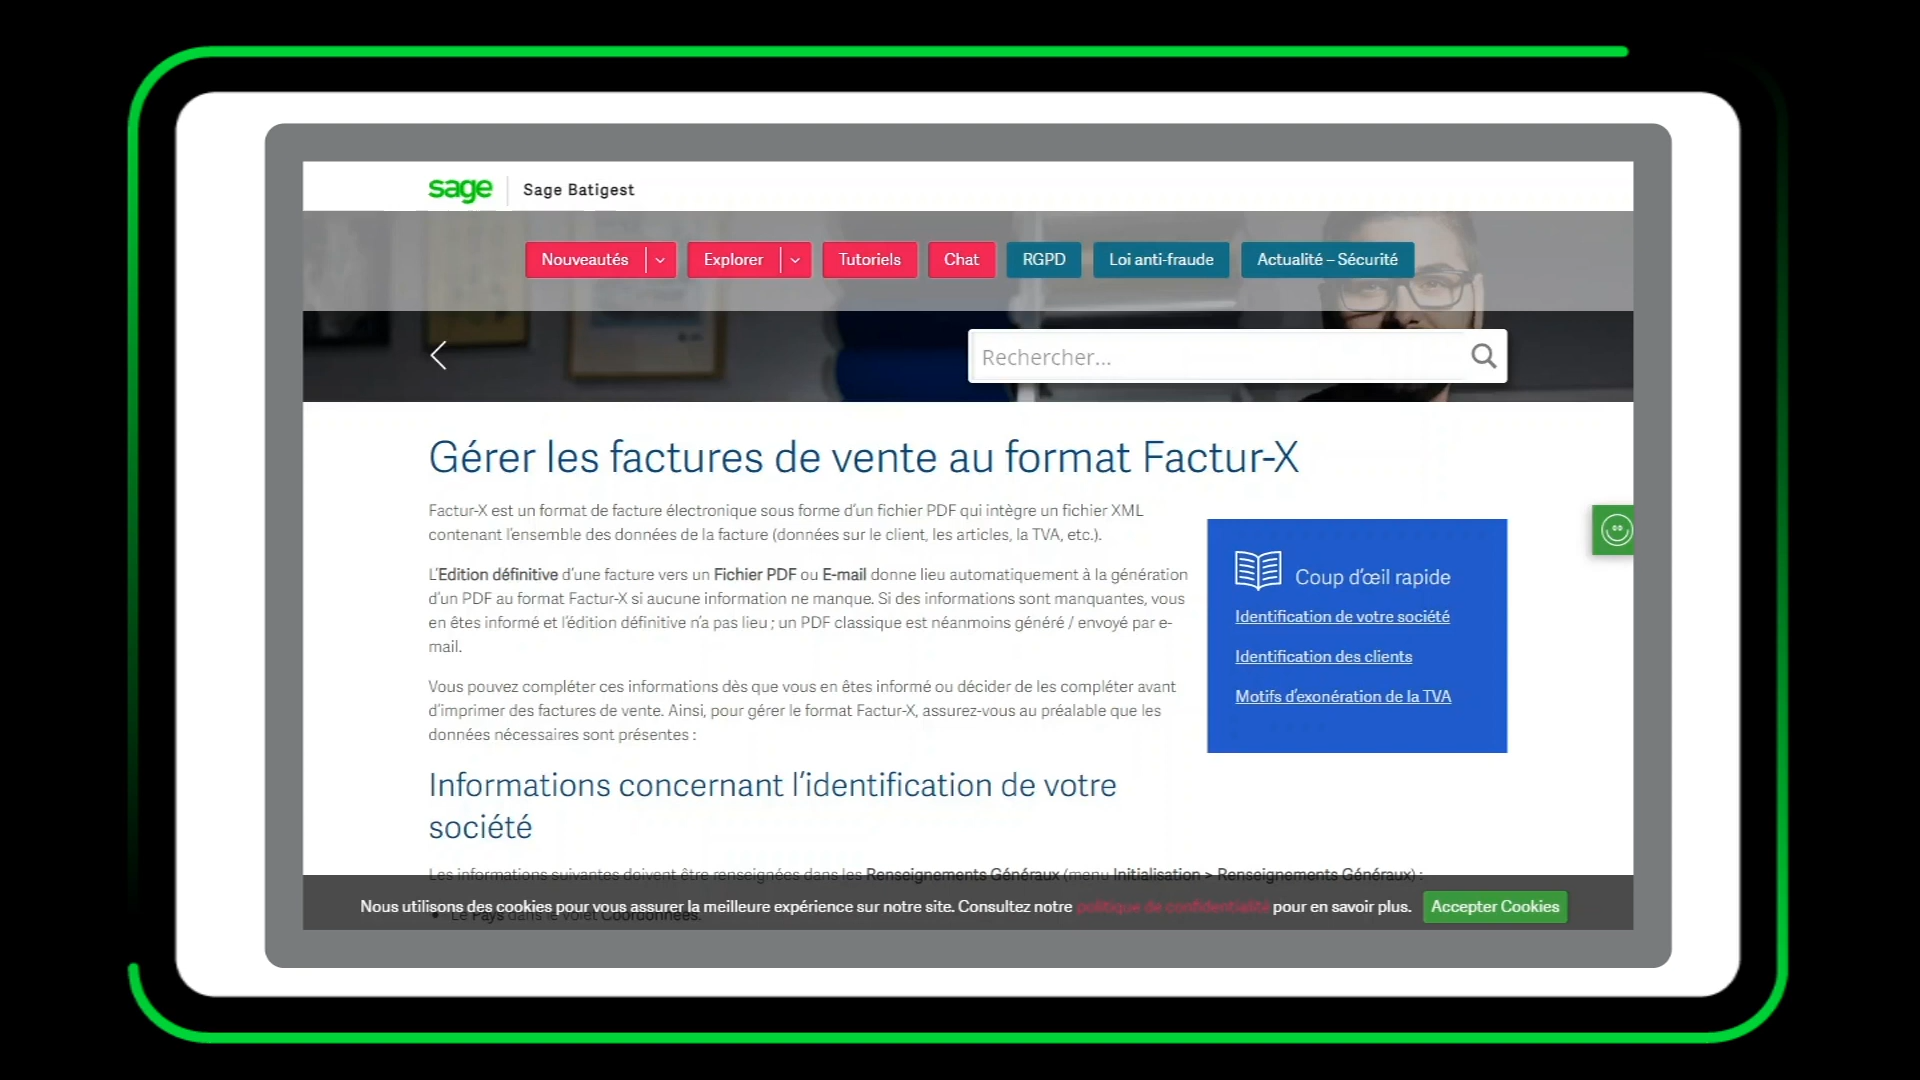 sage
Sage Batigest
Nouveautés
Explorer
Tutoriels
Chat
RGPD
Loi anti-fraude
Actualité – Sécurité
Rechercher...
Gérer les factures de vente au format Factur-X
Factur-X est un format de facture électronique sous forme d'un fichier PDF qui intègre un fichier XML
contenant l'ensemble des données de la facture (données sur le client, les articles, la TVA, etc.).
L'Edition définitive d'une facture vers un Fichier PDF ou E-mail donne lieu automatiquement à la génération
d'un PDF au format Factur-X si aucune information ne manque. Si des informations sont manquantes, vous
en êtes informé et l'édition définitive n'a pas lieu ; un PDF classique est néanmoins généré / envoyé par e-
mail.
Vous pouvez compléter ces informations dès que vous en êtes informé ou décider de les compléter avant
d'imprimer des factures de vente. Ainsi, pour gérer le format Factur-X, assurez-vous au préalable que les
données nécessaires sont présentes :
Coup d'œil rapide
Identification de votre société
Identification des clients
Motifs d'exonération de la TVA
Informations concernant l'identification de votre
société
Les informations suivantes doivent être renseignées dans les Renseignements Généraux (menu Initialisation > Renseignements Généraux) :
• Le Pays dans le volet Coordonnées.
Nous utilisons des cookies pour vous assurer la meilleure expérience sur notre site. Consultez notre politique de confidentialité pour en savoir plus.
Accepter Cookies